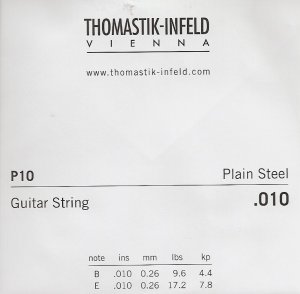 THOMASTIK-INFELD
VIENNA
www.thomastik-infeld.com
P10 Plain Steel
Guitar String .010
note ins mm lbs kp
B .010 0.26 9.6 4.4
E .010 0.26 17.2 7.8